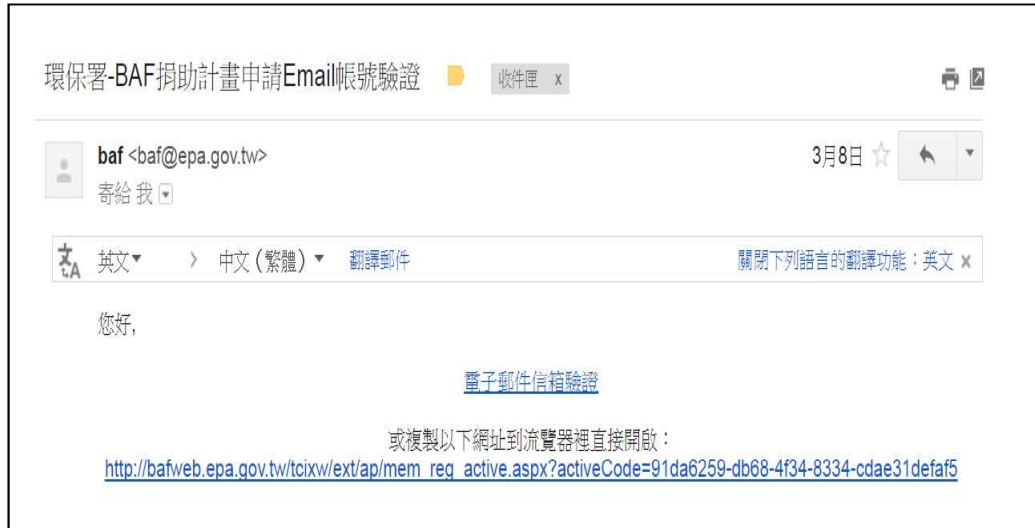 環保署-BAF捐助計畫申請Email帳號驗證 收件匣 x
baf <baf@epa.gov.tw> 3月8日
寄給 我
英文 > 中文 (繁體) 翻譯郵件 關閉下列語言的翻譯功能：英文 x
您好,
電子郵件信箱驗證
或複製以下網址到流覽器裡直接開啟：
http://bafweb.epa.gov.tw/tcixw/ext/ap/mem_reg_active.aspx?activeCode=91da6259-db68-4f34-8334-cdae31defaf5